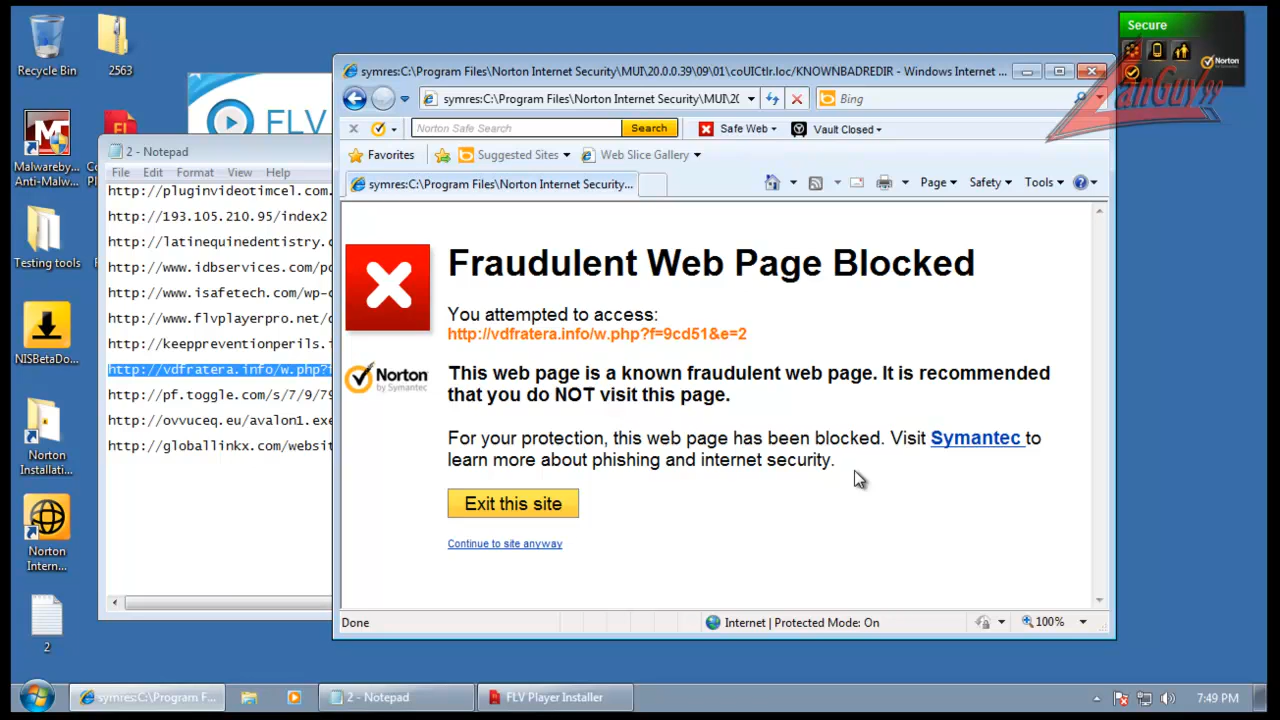 Recycle Bin
2563
Malwareby...
Anti-Malw...
Testing tools
NISBetaDo...
Norton
Installati...
Norton
Intern...
2
FLV
2 - Notepad
File Edit Format View Help
http://pluginvideotimcel.com.
http://193.105.210.95/index2
http://latinequinedentistry.c
http://www.idbservices.com/pc
http://www.isafetech.com/wp-c
http://www.flvplayerpro.net/c
http://keeppreventionperils.i
http://vdfratera.info/w.php?f
http://pf.toggle.com/s/7/9/79
http://ovvuceq.eu/avalon1.exe
http://globallinkx.com/websit
symres:C:\Program Files\Norton Internet Security\MUI\20.0.0.39\09\01\coUICtlr.loc/KNOWNBADREDIR - Windows Internet ...
symres:C:\Program Files\Norton Internet Security\MUI\20
Bing
Norton Safe Search Search Safe Web Vault Closed
Favorites Suggested Sites Web Slice Gallery
symres:C:\Program Files\Norton Internet Security...
Page Safety Tools
Fraudulent Web Page Blocked
You attempted to access:
http://vdfratera.info/w.php?f=9cd51&e=2
Norton
by Symantec
This web page is a known fraudulent web page. It is recommended
that you do NOT visit this page.
For your protection, this web page has been blocked. Visit Symantec to
learn more about phishing and internet security.
Exit this site
Continue to site anyway
Done
Internet | Protected Mode: On
100%
Secure
Norton
anGuy99
symres:C:\Program F...
2 - Notepad
FLV Player Installer
7:49 PM